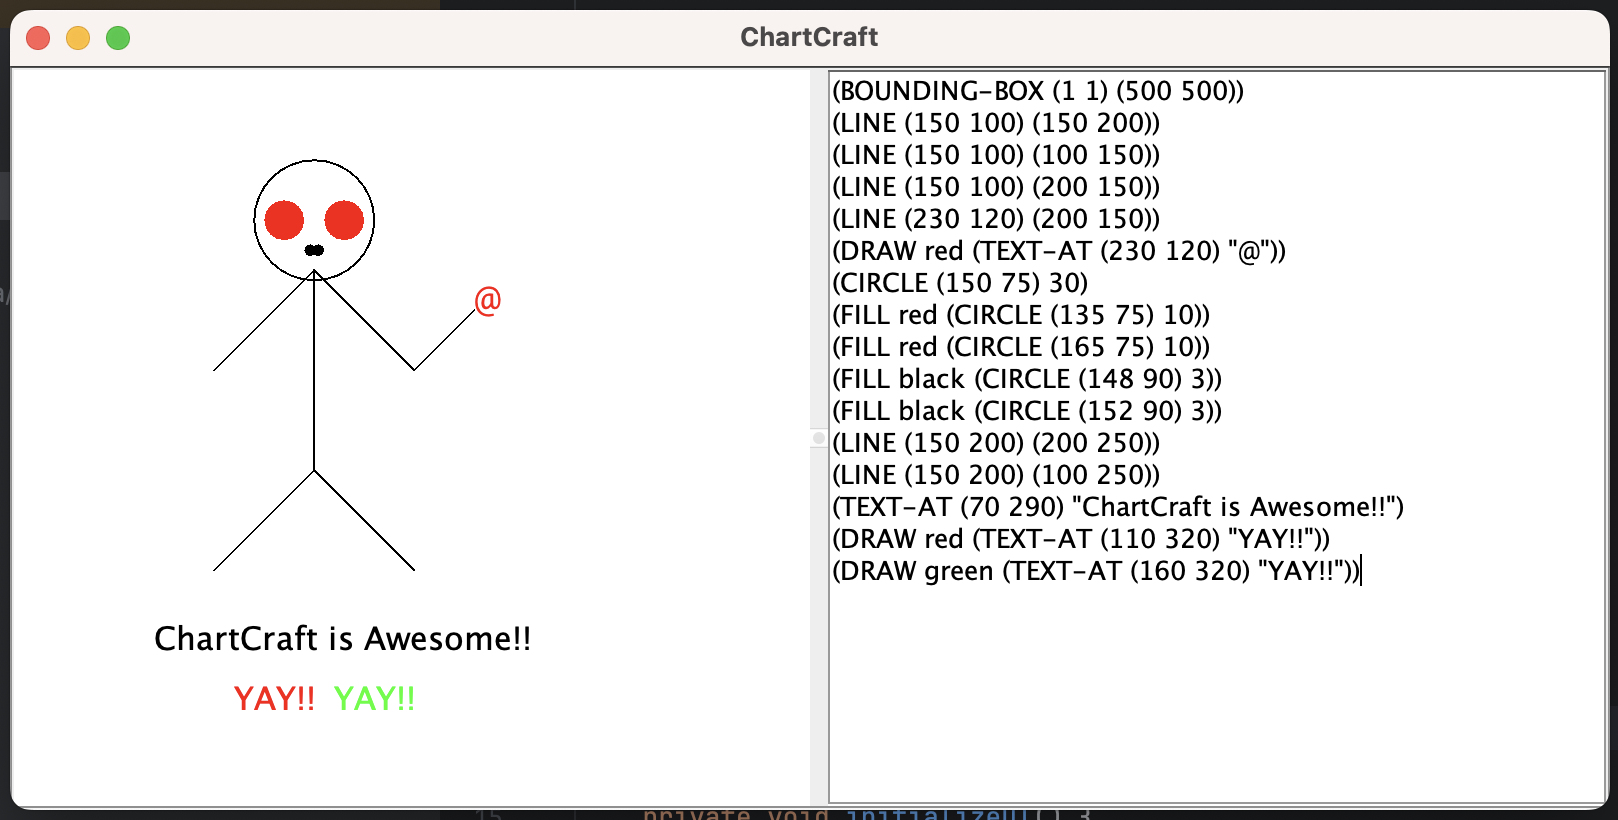 ChartCraft
@
ChartCraft is Awesome!!
YAY!! YAY!!
(BOUNDING-BOX (1 1) (500 500))
(LINE (150 100) (150 200))
(LINE (150 100) (100 150))
(LINE (150 100) (200 150))
(LINE (230 120) (200 150))
(DRAW red (TEXT-AT (230 120) "@"))
(CIRCLE (150 75) 30)
(FILL red (CIRCLE (135 75) 10))
(FILL red (CIRCLE (165 75) 10))
(FILL black (CIRCLE (148 90) 3))
(FILL black (CIRCLE (152 90) 3))
(LINE (150 200) (200 250))
(LINE (150 200) (100 250))
(TEXT-AT (70 290) "ChartCraft is Awesome!!")
(DRAW red (TEXT-AT (110 320) "YAY!!"))
(DRAW green (TEXT-AT (160 320) "YAY!!"))
15 private void initializeUI() {